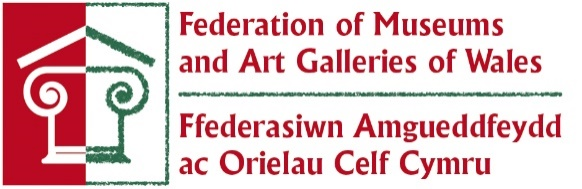 Federation of Museums
and Art Galleries of Wales
Ffederasiwn Amgueddfeydd
ac Orielau Celf Cymru